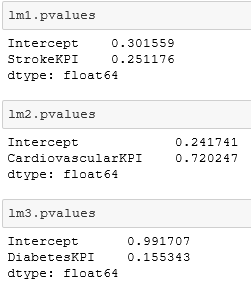 lm1.pvalues
Intercept 0.301559
StrokeKPI 0.251176
dtype: float64
lm2.pvalues
Intercept 0.241741
CardiovascularKPI 0.720247
dtype: float64
lm3.pvalues
Intercept 0.991707
DiabetesKPI 0.155343
dtype: float64